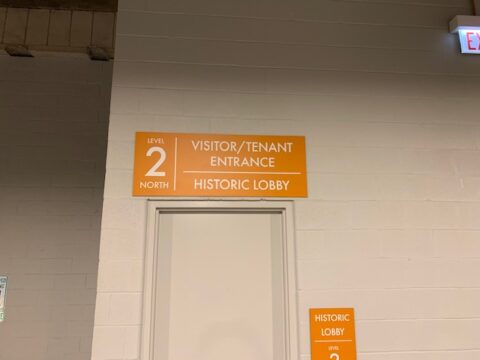 LEVEL
2
NORTH
VISITOR/TENANT
ENTRANCE
HISTORIC LOBBY
HISTORIC
LOBBY
LEVEL